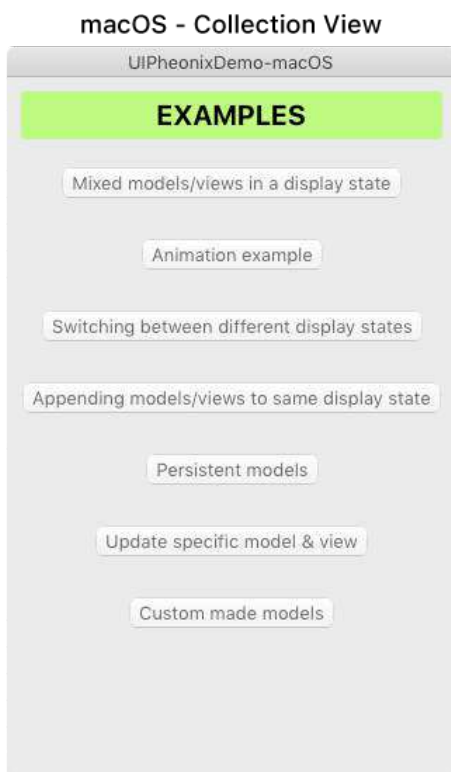 macOS - Collection View
UIPheonixDemo-macOS
EXAMPLES
Mixed models/views in a display state
Animation example
Switching between different display states
Appending models/views to same display state
Persistent models
Update specific model & view
Custom made models